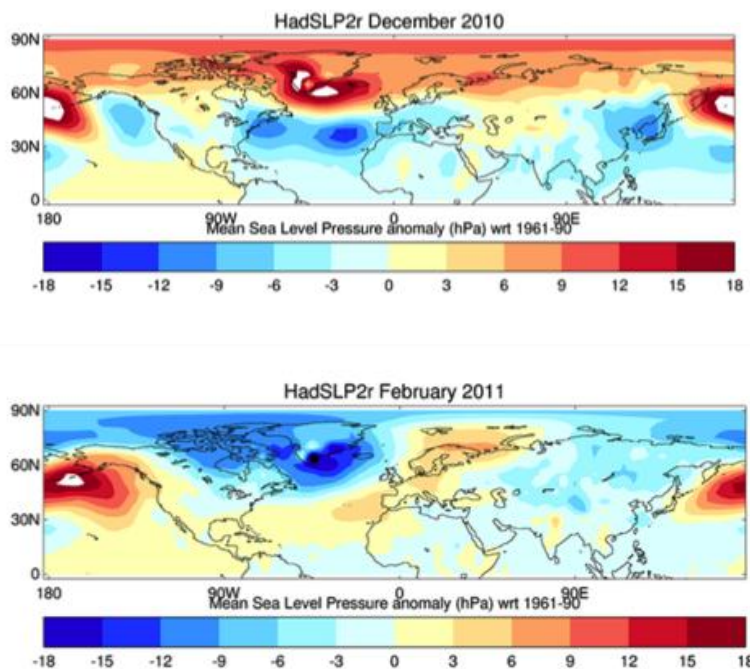 HadSLP2r December 2010
90N
60N
30N
0
180 90W 0 90E
Mean Sea Level Pressure anomaly (hPa) wrt 1961-90
-18 -15 -12 -9 -6 -3 0 3 6 9 12 15 18
HadSLP2r February 2011
90N
60N
30N
0
180 90W 0 90E
Mean Sea Level Pressure anomaly (hPa) wrt 1961-90
-18 -15 -12 -9 -6 -3 0 3 6 9 12 15 18